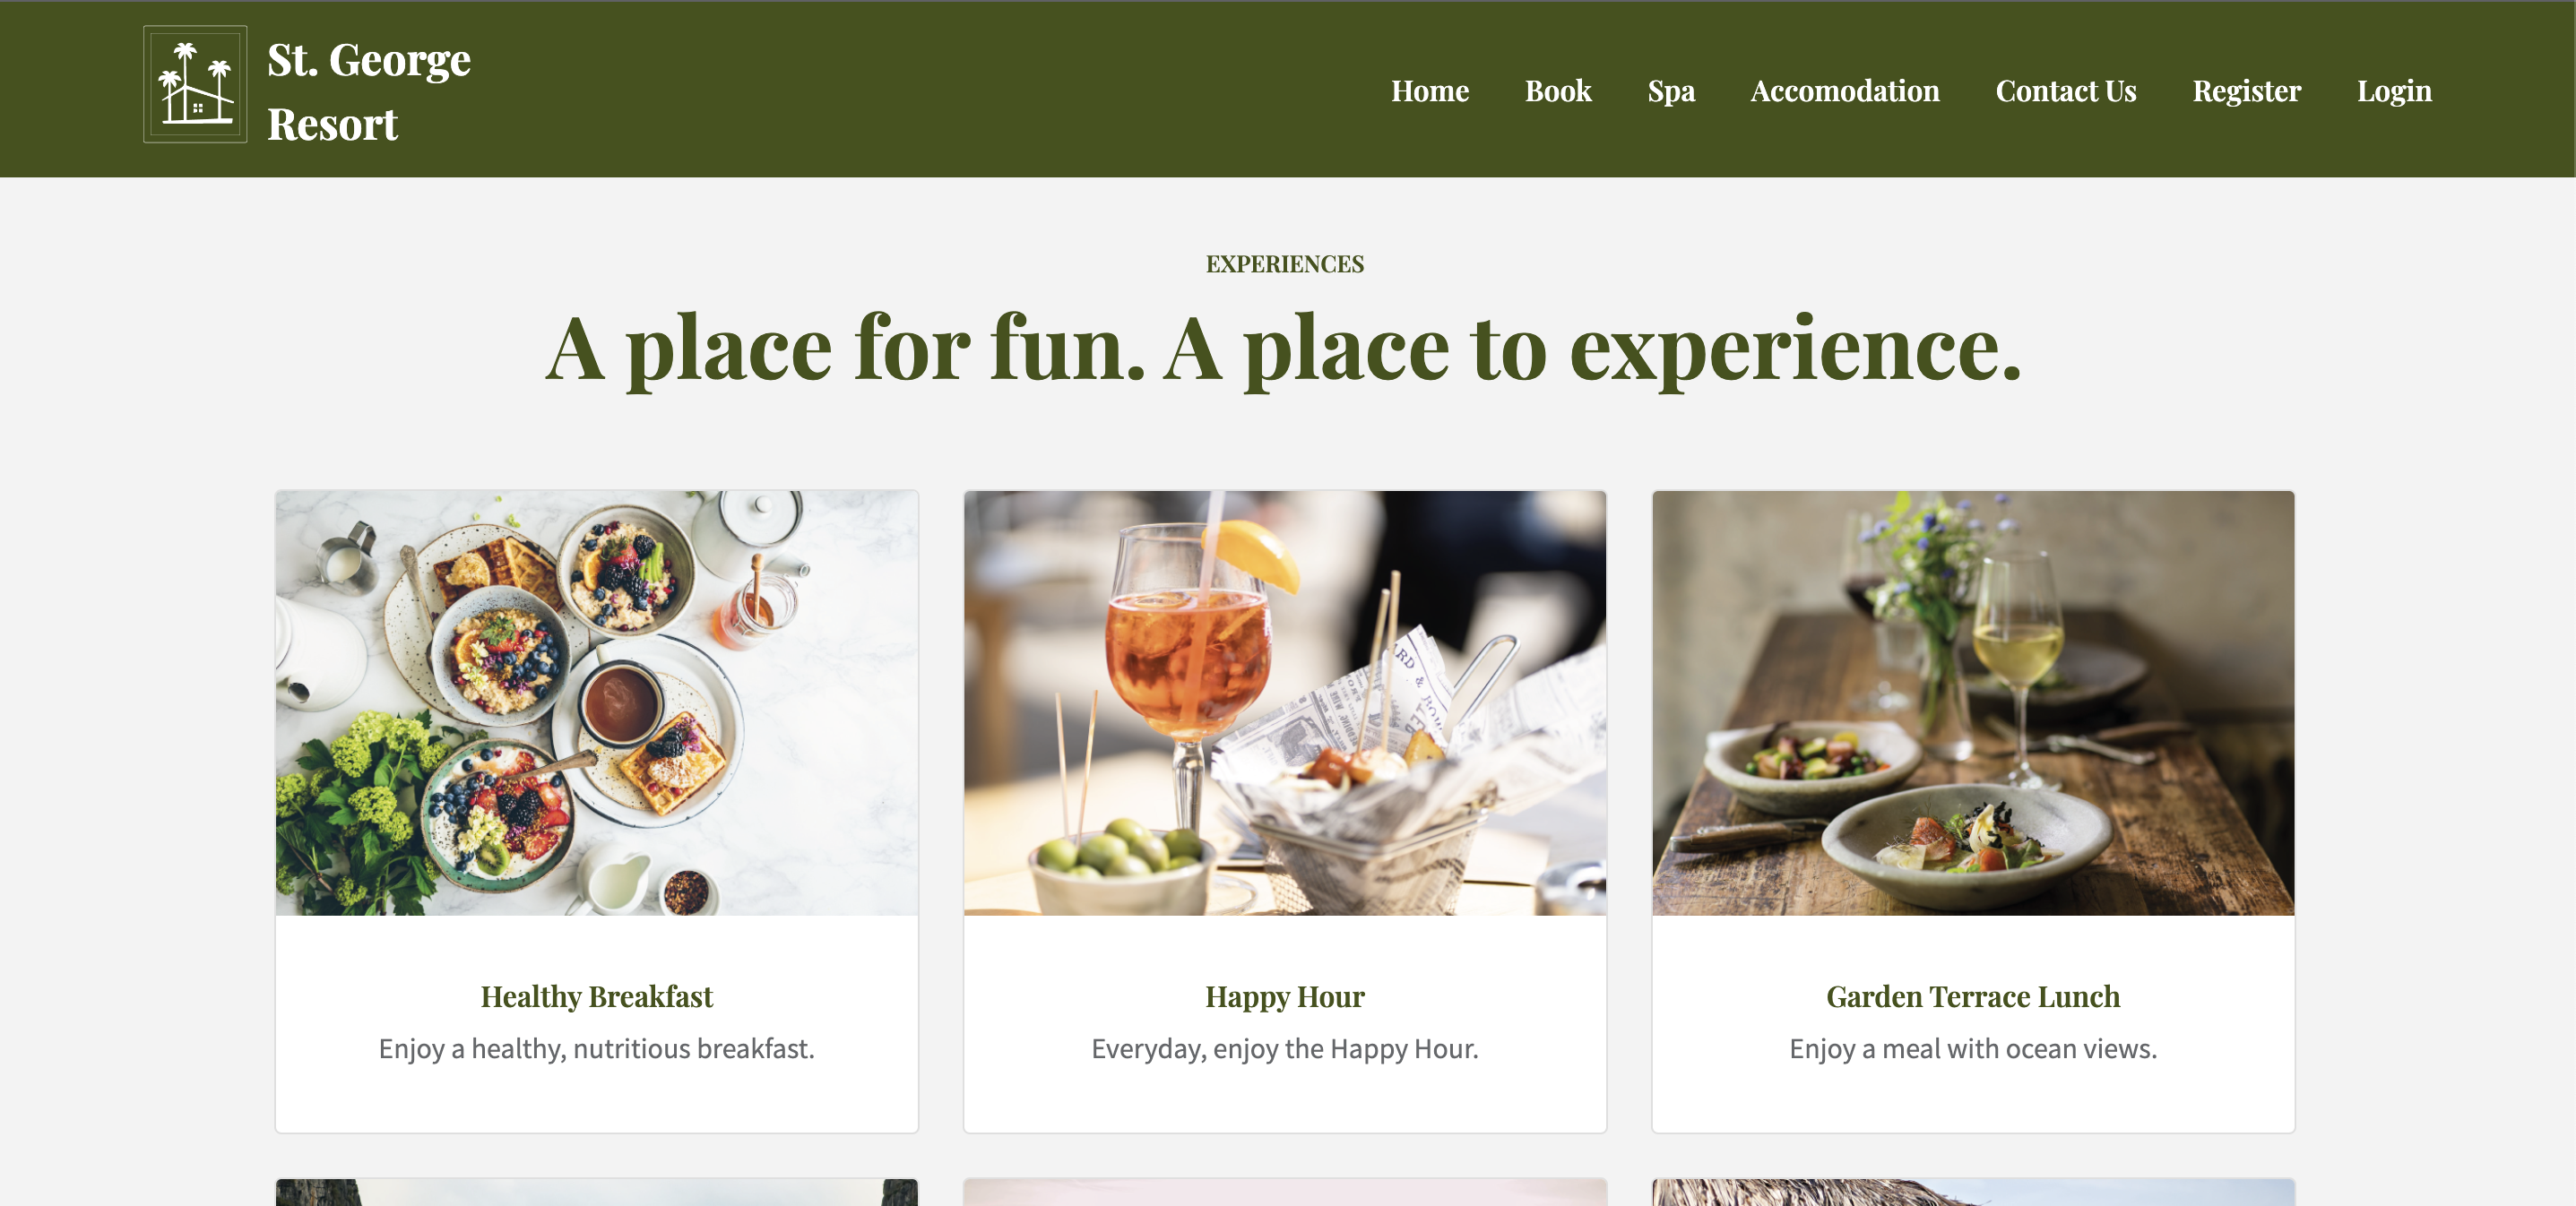 St. George
Resort
Home Book Spa Accomodation Contact Us Register Login
EXPERIENCES
A place for fun. A place to experience.
Healthy Breakfast
Enjoy a healthy, nutritious breakfast.
Happy Hour
Everyday, enjoy the Happy Hour.
Garden Terrace Lunch
Enjoy a meal with ocean views.